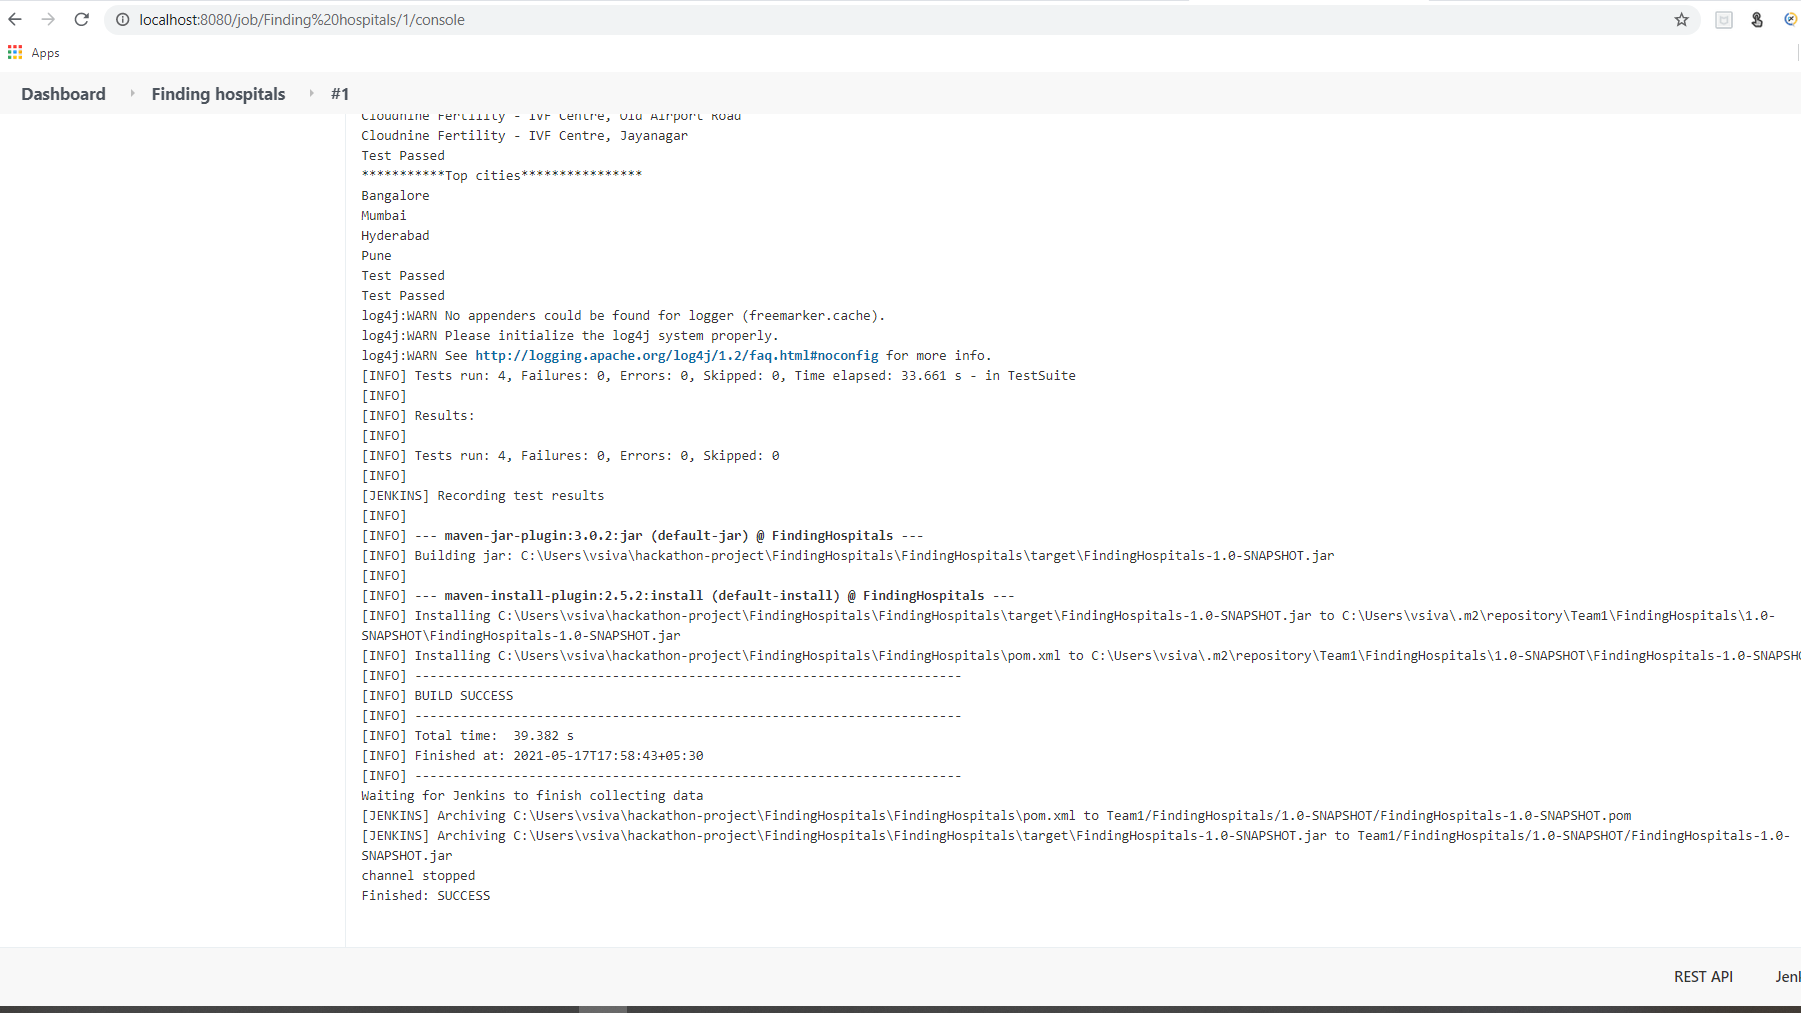 localhost:8080/job/Finding%20hospitals/1/console
Apps
Dashboard Finding hospitals #1
Cloudnine Fertility - IVF Centre, Old Airport Road
Cloudnine Fertility - IVF Centre, Jayanagar
Test Passed
***********Top cities****************
Bangalore
Mumbai
Hyderabad
Pune
Test Passed
Test Passed
log4j:WARN No appenders could be found for logger (freemarker.cache).
log4j:WARN Please initialize the log4j system properly.
log4j:WARN See http://logging.apache.org/log4j/1.2/faq.html#noconfig for more info.
[INFO] Tests run: 4, Failures: 0, Errors: 0, Skipped: 0, Time elapsed: 33.661 s - in TestSuite
[INFO]
[INFO] Results:
[INFO]
[INFO] Tests run: 4, Failures: 0, Errors: 0, Skipped: 0
[INFO]
[JENKINS] Recording test results
[INFO]
[INFO] --- maven-jar-plugin:3.0.2:jar (default-jar) @ FindingHospitals ---
[INFO] Building jar: C:\Users\vsiva\hackathon-project\FindingHospitals\FindingHospitals\target\FindingHospitals-1.0-SNAPSHOT.jar
[INFO]
[INFO] --- maven-install-plugin:2.5.2:install (default-install) @ FindingHospitals ---
[INFO] Installing C:\Users\vsiva\hackathon-project\FindingHospitals\FindingHospitals\target\FindingHospitals-1.0-SNAPSHOT.jar to C:\Users\vsiva\.m2\repository\Team1\FindingHospitals\1.0-
SNAPSHOT\FindingHospitals-1.0-SNAPSHOT.jar
[INFO] Installing C:\Users\vsiva\hackathon-project\FindingHospitals\FindingHospitals\pom.xml to C:\Users\vsiva\.m2\repository\Team1\FindingHospitals\1.0-SNAPSHOT\FindingHospitals-1.0-SNAPSHO
[INFO] ------------------------------------------------------------------------
[INFO] BUILD SUCCESS
[INFO] ------------------------------------------------------------------------
[INFO] Total time:  39.382 s
[INFO] Finished at: 2021-05-17T17:58:43+05:30
[INFO] ------------------------------------------------------------------------
Waiting for Jenkins to finish collecting data
[JENKINS] Archiving C:\Users\vsiva\hackathon-project\FindingHospitals\FindingHospitals\pom.xml to Team1/FindingHospitals/1.0-SNAPSHOT/FindingHospitals-1.0-SNAPSHOT.pom
[JENKINS] Archiving C:\Users\vsiva\hackathon-project\FindingHospitals\FindingHospitals\target\FindingHospitals-1.0-SNAPSHOT.jar to Team1/FindingHospitals/1.0-SNAPSHOT/FindingHospitals-1.0-
SNAPSHOT.jar
channel stopped
Finished: SUCCESS
REST API Jenk